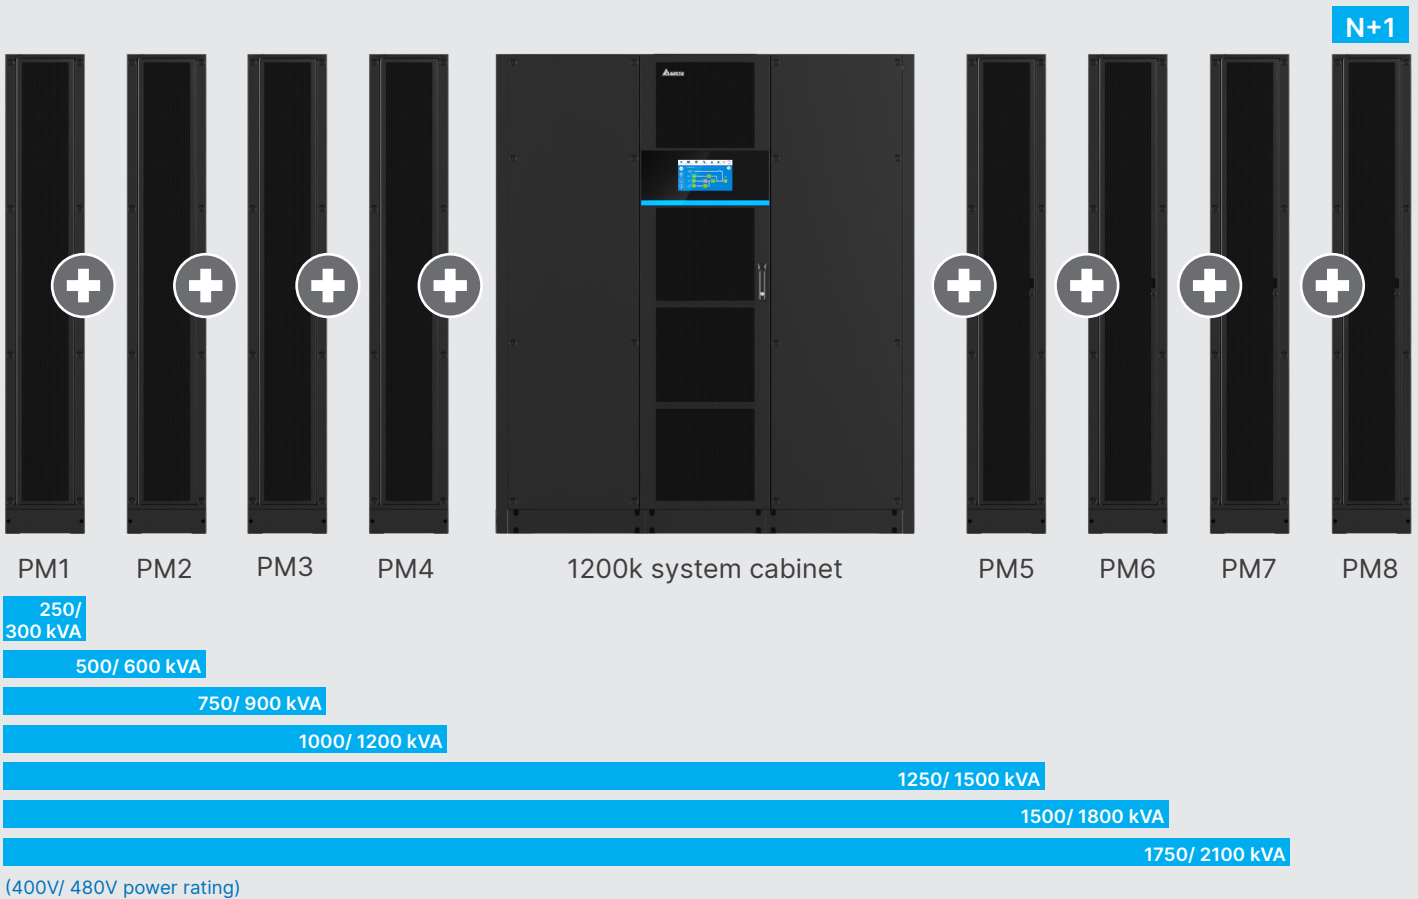 N+1
PM1
PM2
PM3
PM4
1200k system cabinet
PM5
PM6
PM7
PM8
250/
300 kVA
500/ 600 kVA
750/ 900 kVA
1000/ 1200 kVA
1250/ 1500 kVA
1500/ 1800 kVA
1750/ 2100 kVA
(400V/ 480V power rating)